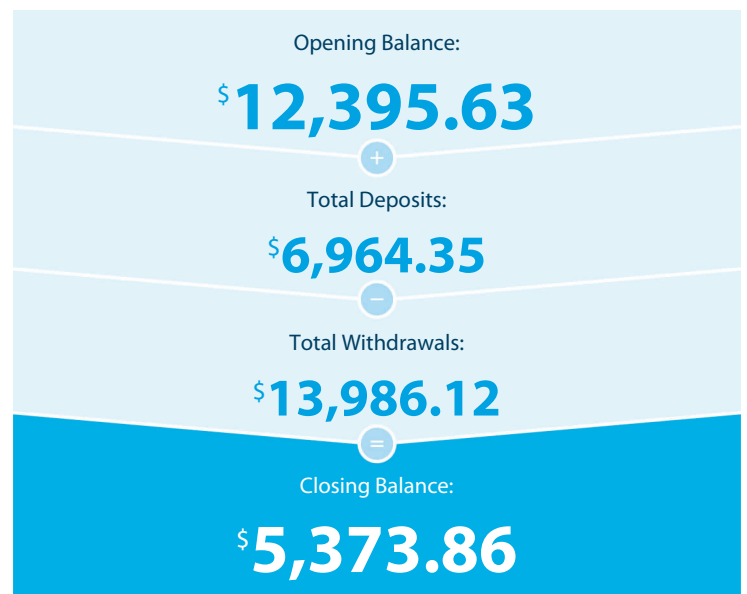 Opening Balance:
$12,395.63
+
Total Deposits:
$6,964.35
−
Total Withdrawals:
$13,986.12
=
Closing Balance:
$5,373.86